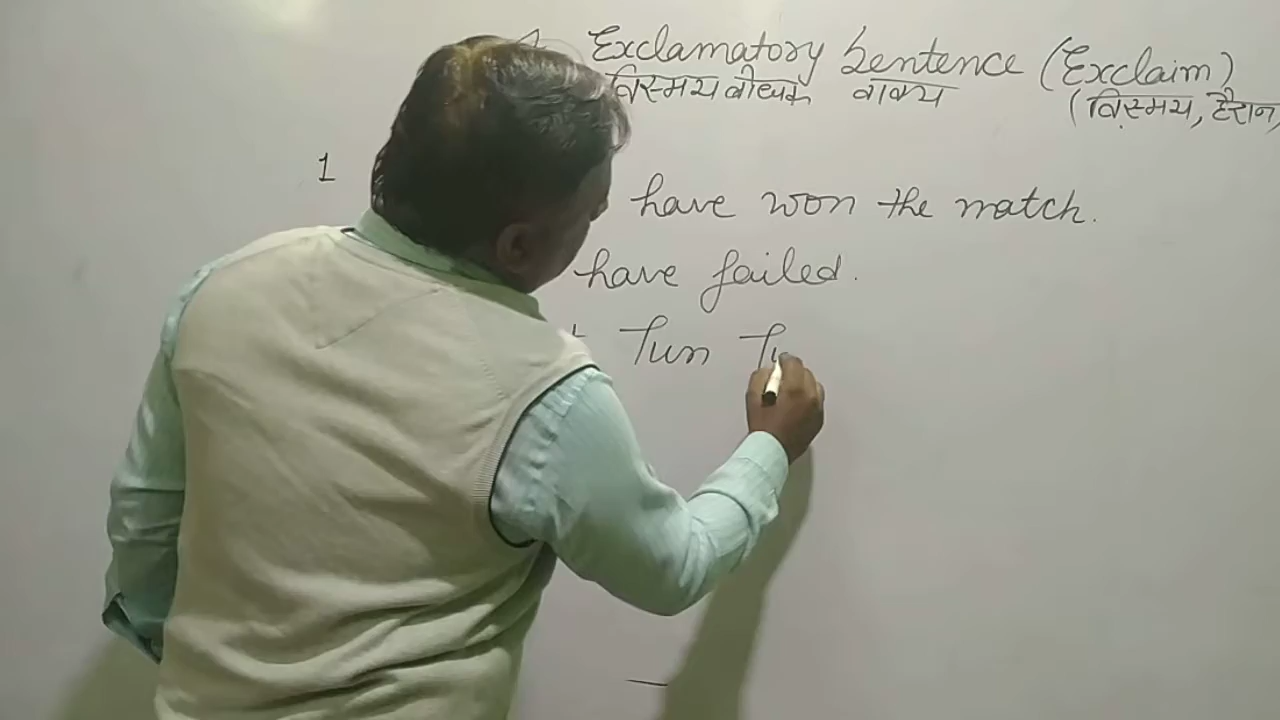 Exclamatory Sentence (Exclaim)
विस्मयबोधक वाक्य (विस्मय, हैरान,
1 have won the match.
have failed.
Tum